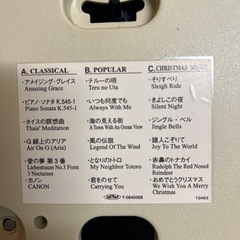 A. CLASSICAL
・アメイジング・グレイス
Amazing Grace
・ピアノ・ソナタ K.545-1
Piano Sonata K.545-1
・タイスの瞑想曲
Thais' Meditation
・G 線上のアリア
Air On G (Aria)
・愛の夢 第 3 番
Liebestraum No.3 From
3 Nocturnes
・カノン
CANON
B. POPULAR
・テルーの唄
Teru no Uta
・いつも何度でも
Always With Me
・海の見える街
A Town With An Ocean View
・風の伝説
Legend Of The Wind
・となりのトトロ
My Neighbor Totoro
・君をのせて
Carrying You
C. CHRISTMAS SONG
・そりすべり
Sleigh Ride
・きよしこの夜
Silent Night
・ジングル・ベル
Jingle Bells
・諸人こぞりて
Joy To The World
・赤鼻のトナカイ
Rudolph The Red Nosed
Reindeer
・おめでとうクリスマス
We Wish You A Merry
Christmas
T-0840069